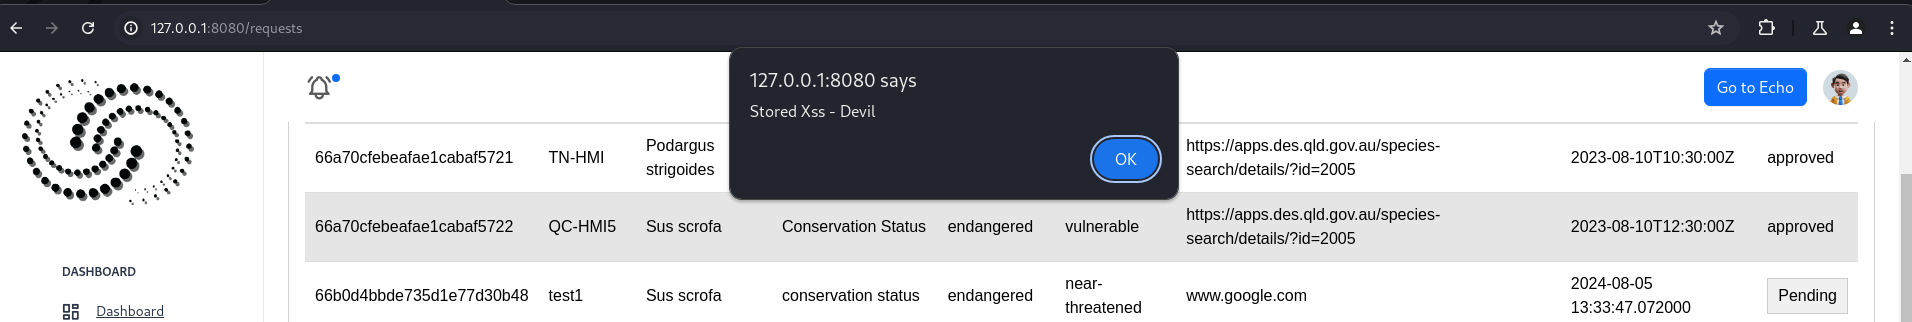 127.0.0.1:8080/requests
127.0.0.1:8080 says
Stored Xss - Devil
OK
Go to Echo
66a70cfebeafae1cabaf5721 TN-HMI Podargus strigoides https://apps.des.qld.gov.au/species-search/details/?id=2005 2023-08-10T10:30:00Z approved
66a70cfebeafae1cabaf5722 QC-HMI5 Sus scrofa Conservation Status endangered vulnerable https://apps.des.qld.gov.au/species-search/details/?id=2005 2023-08-10T12:30:00Z approved
66b0d4bbde735d1e77d30b48 test1 Sus scrofa conservation status endangered near-threatened www.google.com 2024-08-05 13:33:47.072000 Pending
DASHBOARD
Dashboard